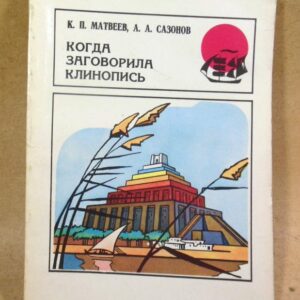 К. П. МАТВЕЕВ, А. А. САЗОНОВ
КОГДА
ЗАГОВОРИЛА
КЛИНОПИСЬ